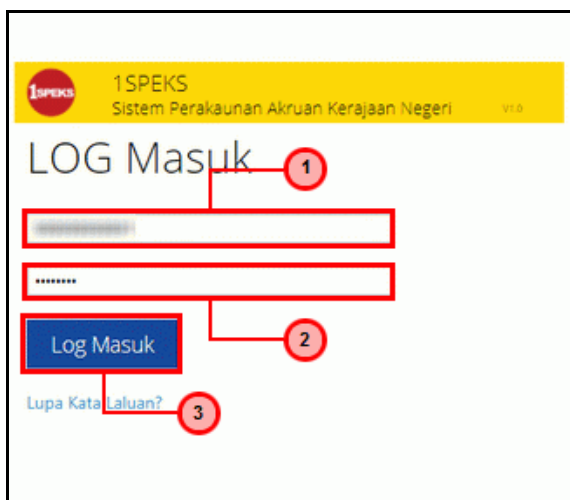 1SPEKS
1SPEKS
Sistem Perakaunan Akruan Kerajaan Negeri V1.0
LOG Masuk
1
••••••••
2
Log Masuk
Lupa Kata Laluan?
3